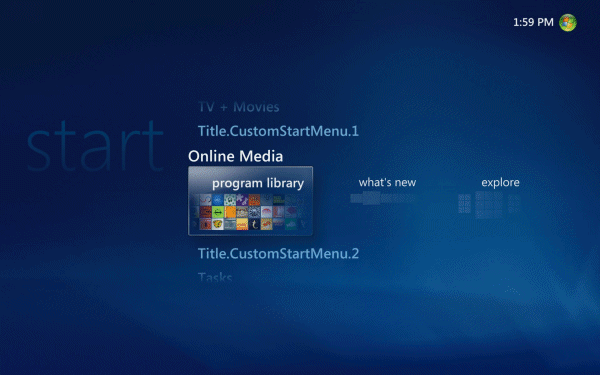 1:59 PM
TV + Movies
start
Title.CustomStartMenu.1
Online Media
program library
what's new
explore
Title.CustomStartMenu.2
Tasks